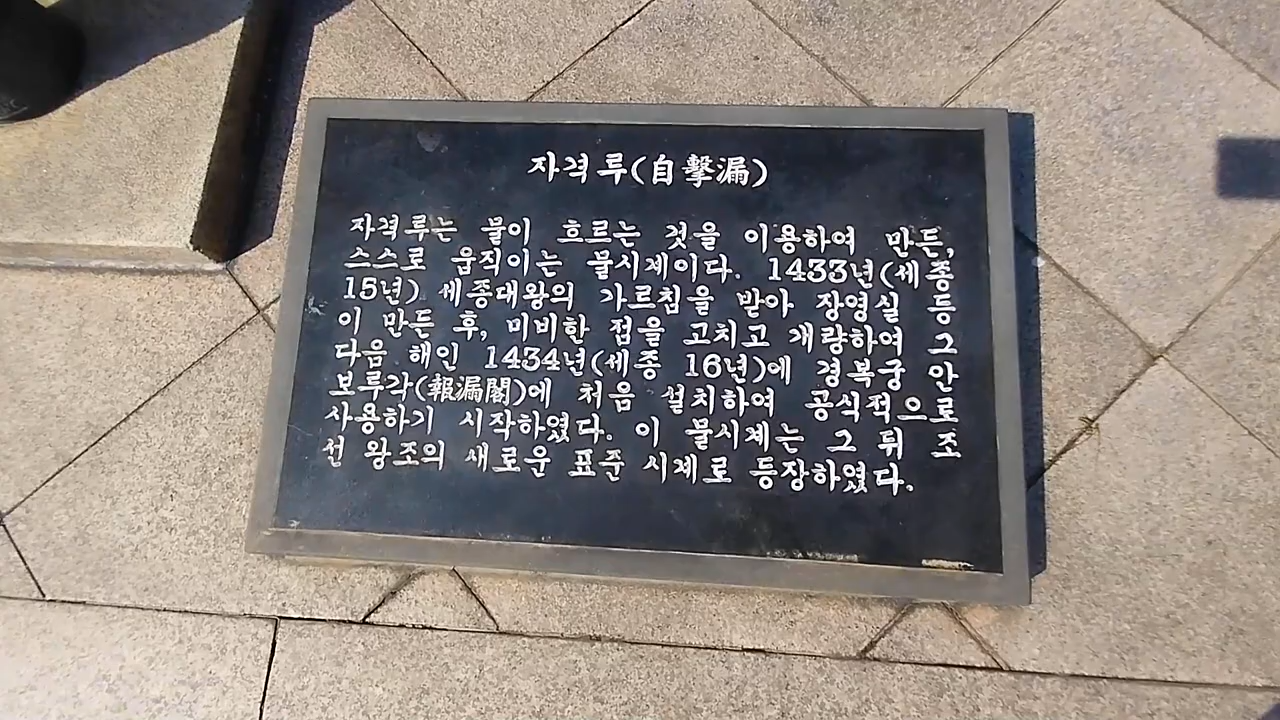 자격루(自擊漏)
자격루는 물이 흐르는 것을 이용하여 만든,
스스로 움직이는 물시계이다. 1433년(세종
15년) 세종대왕의 가르침을 받아 장영실 등
이 만든 후, 미비한 점을 고치고 개량하여 그
다음 해인 1434년(세종 16년)에 경복궁 안
보루각(報漏閣)에 처음 설치하여 공식적으로
사용하기 시작하였다. 이 물시계는 그 뒤 조
선 왕조의 새로운 표준 시계로 등장하였다.